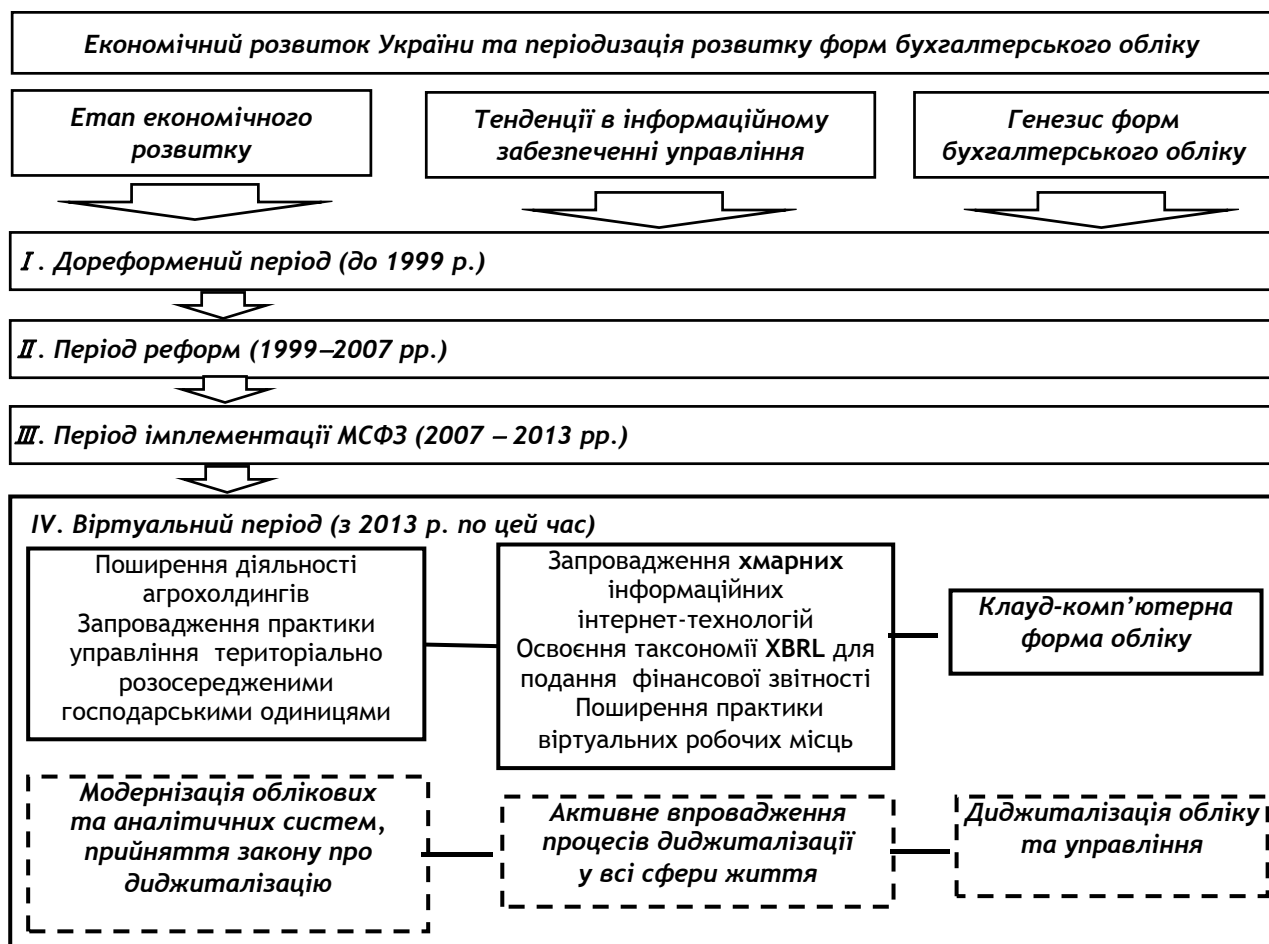 Економічний розвиток України та періодизація розвитку форм бухгалтерського обліку
Етап економічного
розвитку
Тенденції в інформаційному
забезпеченні управління
Генезис форм
бухгалтерського обліку
I. Дореформений період (до 1999 р.)
II. Період реформ (1999–2007 рр.)
III. Період імплементації МСФЗ (2007 – 2013 рр.)
IV. Віртуальний період (з 2013 р. по цей час)
Поширення діяльності
агрохолдингів
Запровадження практики
управління територіально
розосередженими
господарськими одиницями
Запровадження хмарних
інформаційних
інтернет-технологій
Освоєння таксономії XBRL для
подання фінансової звітності
Поширення практики
віртуальних робочих місць
Клауд-комп’ютерна
форма обліку
Модернізація облікових
та аналітичних систем,
прийняття закону про
диджиталізацію
Активне впровадження
процесів диджиталізації
у всі сфери життя
Диджиталізація обліку
та управління